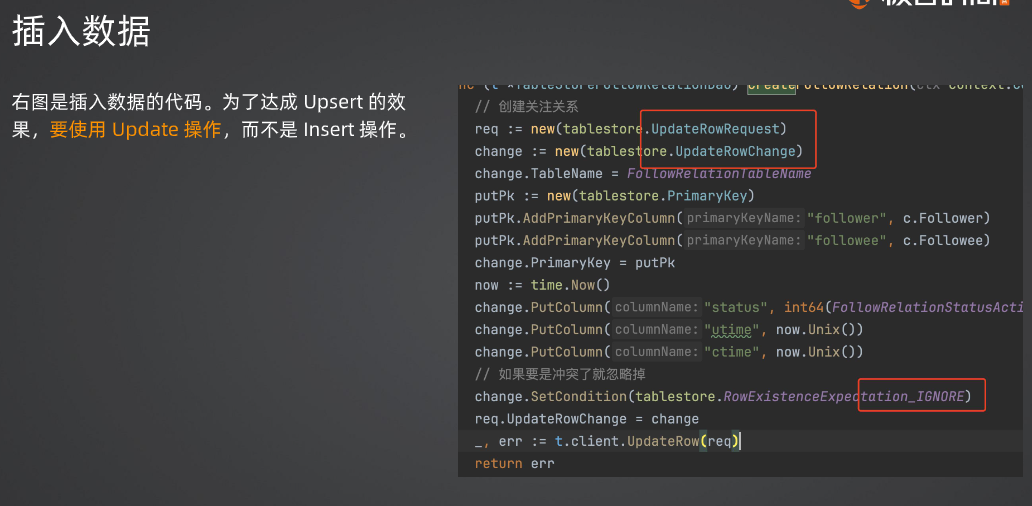 插入数据
右图是插入数据的代码。为了达成 Upsert 的效
果，要使用 Update 操作，而不是 Insert 操作。
// 创建关注关系
req := new(tablestore.UpdateRowRequest)
change := new(tablestore.UpdateRowChange)
change.TableName = FollowRelationTableName
putPk := new(tablestore.PrimaryKey)
putPk.AddPrimaryKeyColumn( primaryKeyName: "follower", c.Follower)
putPk.AddPrimaryKeyColumn( primaryKeyName: "followee", c.Followee)
change.PrimaryKey = putPk
now := time.Now()
change.PutColumn( columnName: "status", int64(FollowRelationStatusActi
change.PutColumn( columnName: "utime", now.Unix())
change.PutColumn( columnName: "ctime", now.Unix())
// 如果要是冲突了就忽略掉
change.SetCondition(tablestore.RowExistenceExpectation_IGNORE)
req.UpdateRowChange = change
_, err := t.client.UpdateRow(req)
return err